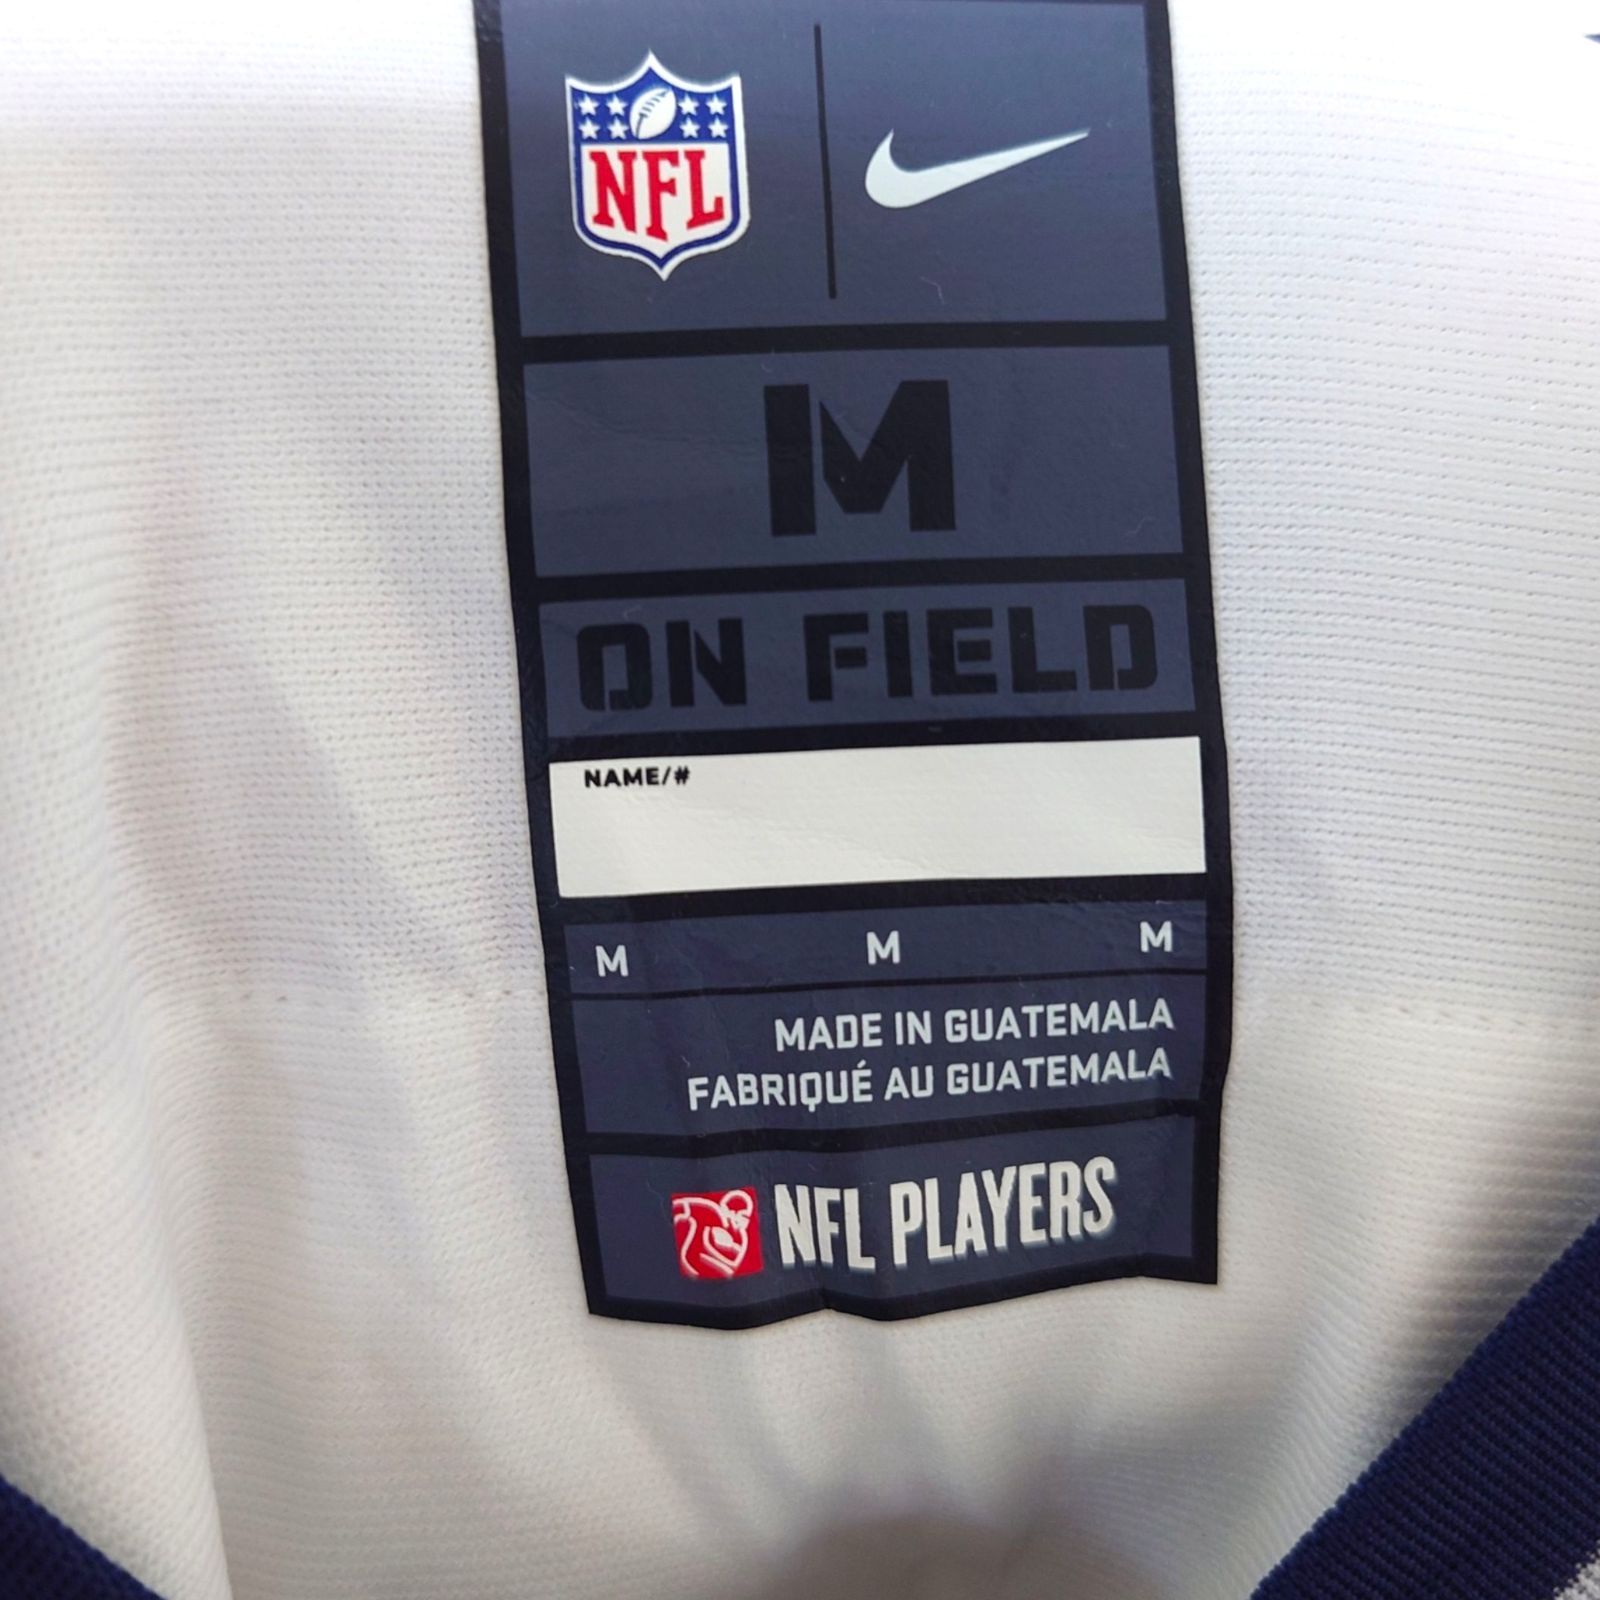 NFL
M
ON FIELD
NAME/#
M M M
MADE IN GUATEMALA
FABRIQUÉ AU GUATEMALA
NFL PLAYERS